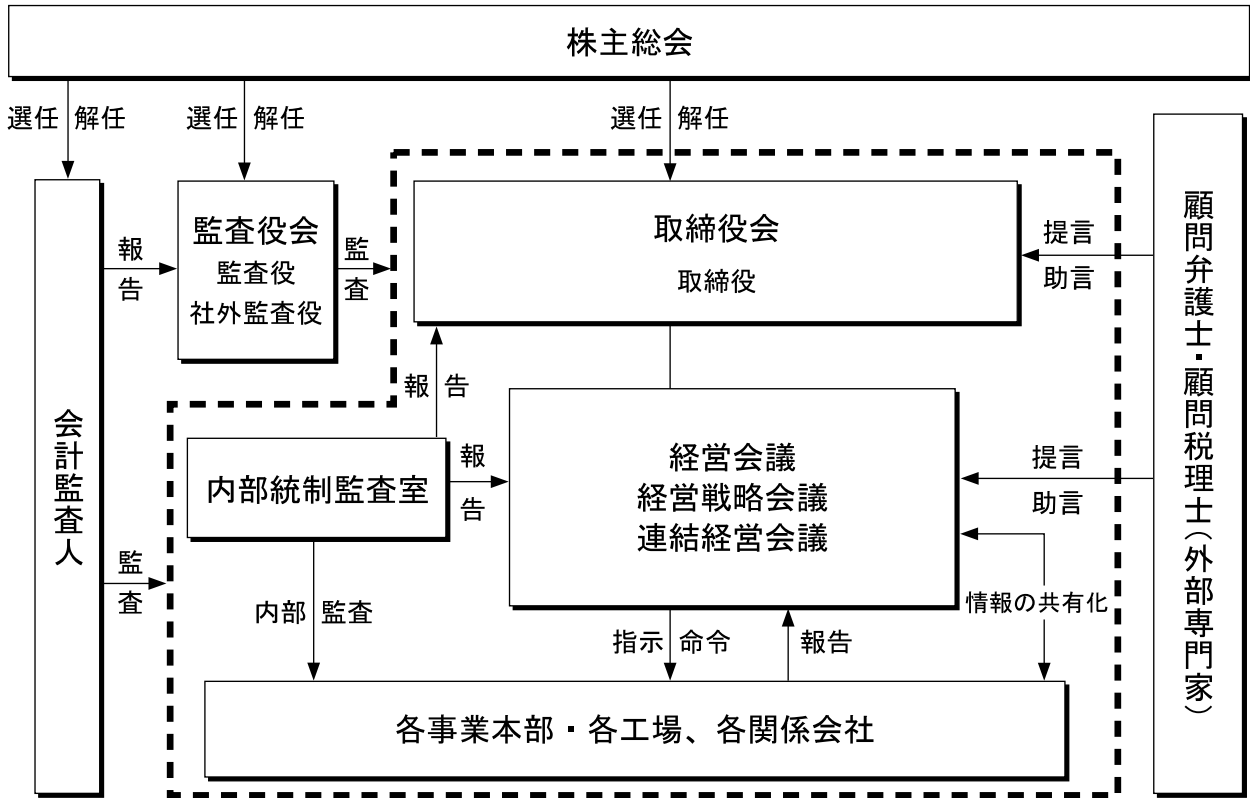 株主総会
選任 解任
選任 解任
選任 解任
監査役会
監査役
社外監査役
報告
監査
取締役会
取締役
提言
助言
顧問弁護士・顧問税理士（外部専門家）
会計監査人
報告
内部統制監査室
報告
経営会議
経営戦略会議
連結経営会議
提言
助言
監査
内部 監査
指示 命令
報告
情報の共有化
各事業本部・各工場、各関係会社